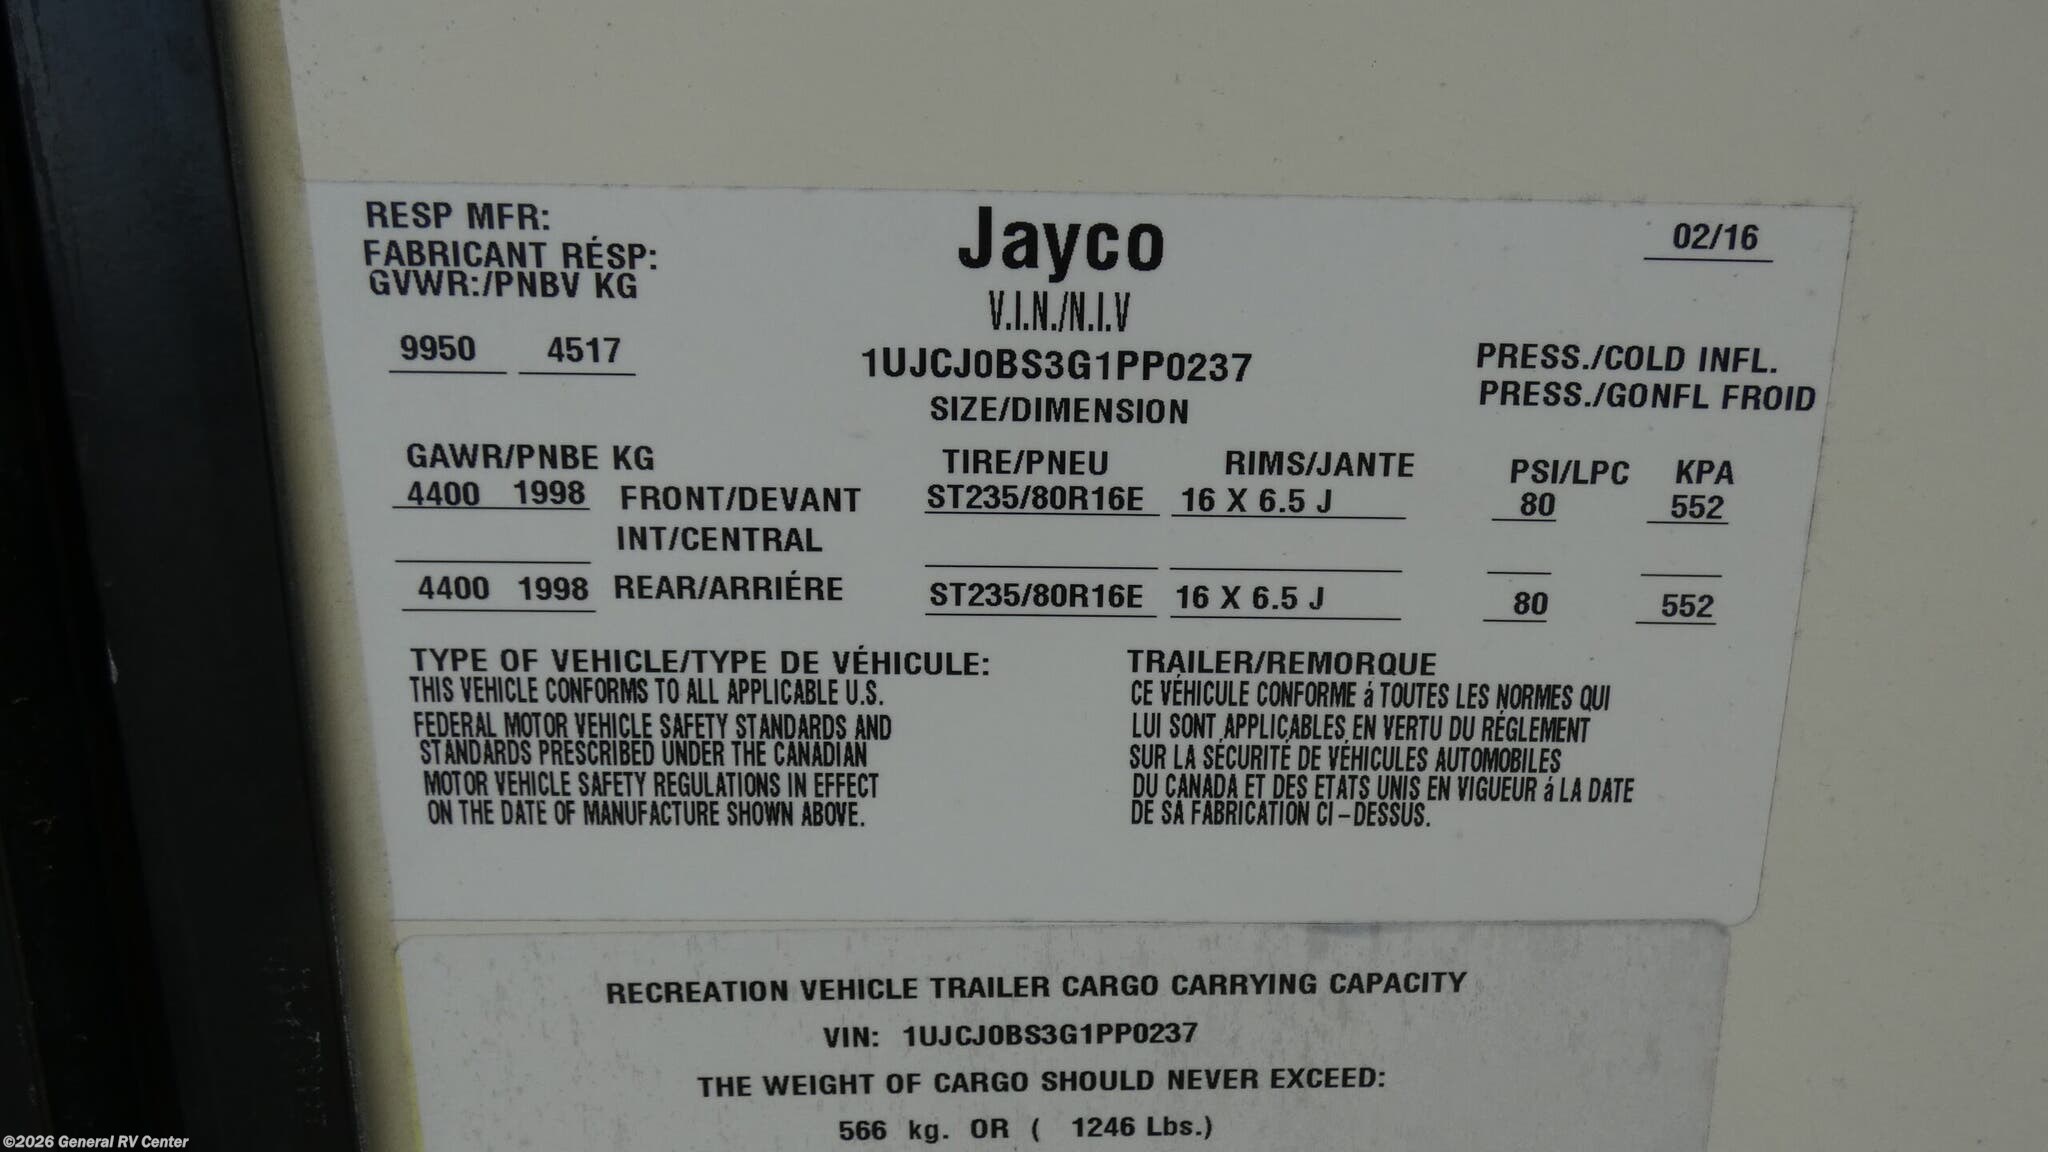 RESP MFR:
FABRICANT RÉSP:
GVWR:/PNBV KG
Jayco
02/16
V.I.N./N.I.V
9950 4517
1UJCJ0BS3G1PP0237
PRESS./COLD INFL.
PRESS./GONFL FROID
SIZE/DIMENSION
GAWR/PNBE KG TIRE/PNEU RIMS/JANTE PSI/LPC KPA
4400 1998 FRONT/DEVANT ST235/80R16E 16 X 6.5 J 80 552
INT/CENTRAL
4400 1998 REAR/ARRIÉRE ST235/80R16E 16 X 6.5 J 80 552
TYPE OF VEHICLE/TYPE DE VÉHICULE:
THIS VEHICLE CONFORMS TO ALL APPLICABLE U.S.
FEDERAL MOTOR VEHICLE SAFETY STANDARDS AND
STANDARDS PRESCRIBED UNDER THE CANADIAN
MOTOR VEHICLE SAFETY REGULATIONS IN EFFECT
ON THE DATE OF MANUFACTURE SHOWN ABOVE.
TRAILER/REMORQUE
CE VÉHICULE CONFORME á TOUTES LES NORMES QUI
LUI SONT APPLICABLES EN VERTU DU RÉGLEMENT
SUR LA SÉCURITÉ DE VÉHICULES AUTOMOBILES
DU CANADA ET DES ETATS UNIS EN VIGUEUR á LA DATE
DE SA FABRICATION CI-DESSUS.
RECREATION VEHICLE TRAILER CARGO CARRYING CAPACITY
VIN: 1UJCJ0BS3G1PP0237
THE WEIGHT OF CARGO SHOULD NEVER EXCEED:
566 kg. OR ( 1246 Lbs.)
©2026 General RV Center